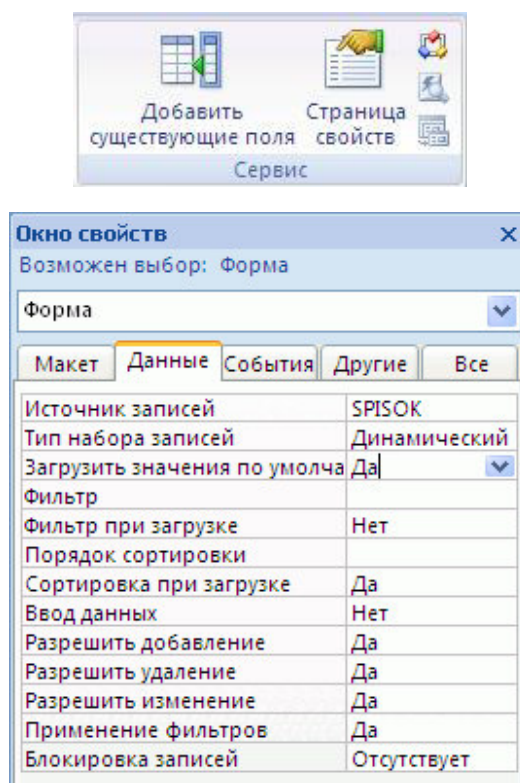 Добавить
существующие поля
Страница
свойств
Сервис
Окно свойств
Возможен выбор: Форма
Форма
Макет Данные События Другие Все
Источник записей SPISOK
Тип набора записей Динамический
Загрузить значения по умолча Да
Фильтр
Фильтр при загрузке Нет
Порядок сортировки
Сортировка при загрузке Да
Ввод данных Нет
Разрешить добавление Да
Разрешить удаление Да
Разрешить изменение Да
Применение фильтров Да
Блокировка записей Отсутствует